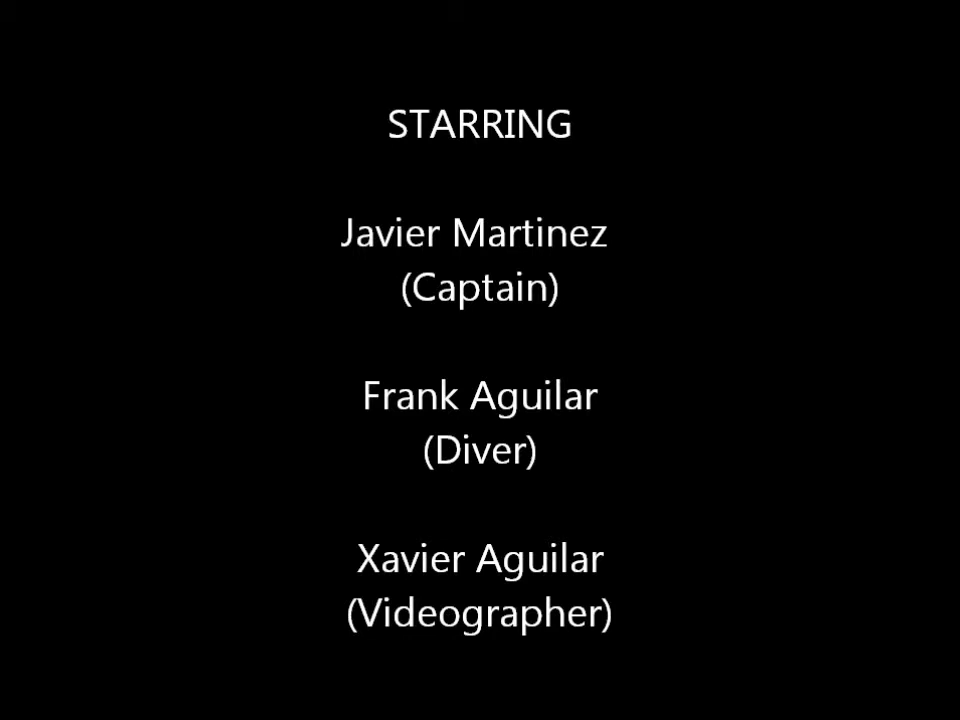 STARRING
Javier Martinez
(Captain)
Frank Aguilar
(Diver)
Xavier Aguilar
(Videographer)